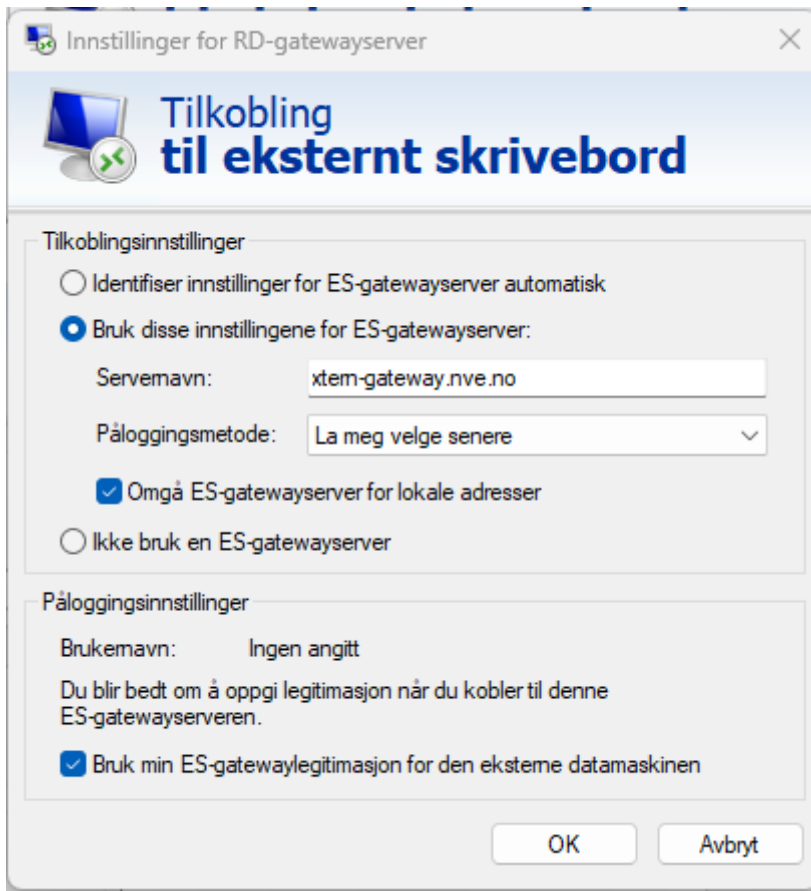 Innstillinger for RD-gatewayserver
Tilkobling
til eksternt skrivebord
Tilkoblingsinnstillinger
Identifiser innstillinger for ES-gatewayserver automatisk
Bruk disse innstillingene for ES-gatewayserver:
Servernavn: xtern-gateway.nve.no
Påloggingsmetode: La meg velge senere
Omgå ES-gatewayserver for lokale adresser
Ikke bruk en ES-gatewayserver
Påloggingsinnstillinger
Brukernavn: Ingen angitt
Du blir bedt om å oppgi legitimasjon når du kobler til denne
ES-gatewayserveren.
Bruk min ES-gatewaylegitimasjon for den eksterne datamaskinen
OK Avbryt